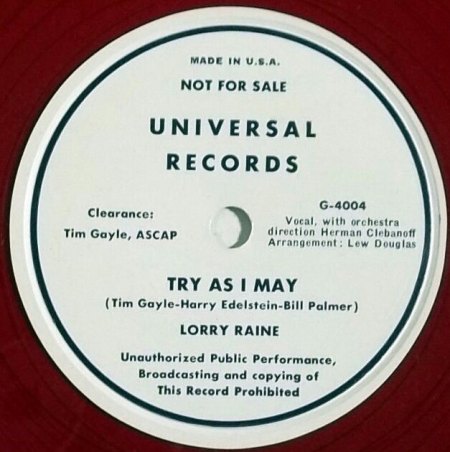 MADE IN U.S.A.
NOT FOR SALE
UNIVERSAL
RECORDS
Clearance:
Tim Gayle, ASCAP
G-4004
Vocal, with orchestra
direction Herman Clebanoff
Arrangement: Lew Douglas
TRY AS I MAY
(Tim Gayle-Harry Edelstein-Bill Palmer)
LORRY RAINE
Unauthorized Public Performance,
Broadcasting and copying of
This Record Prohibited